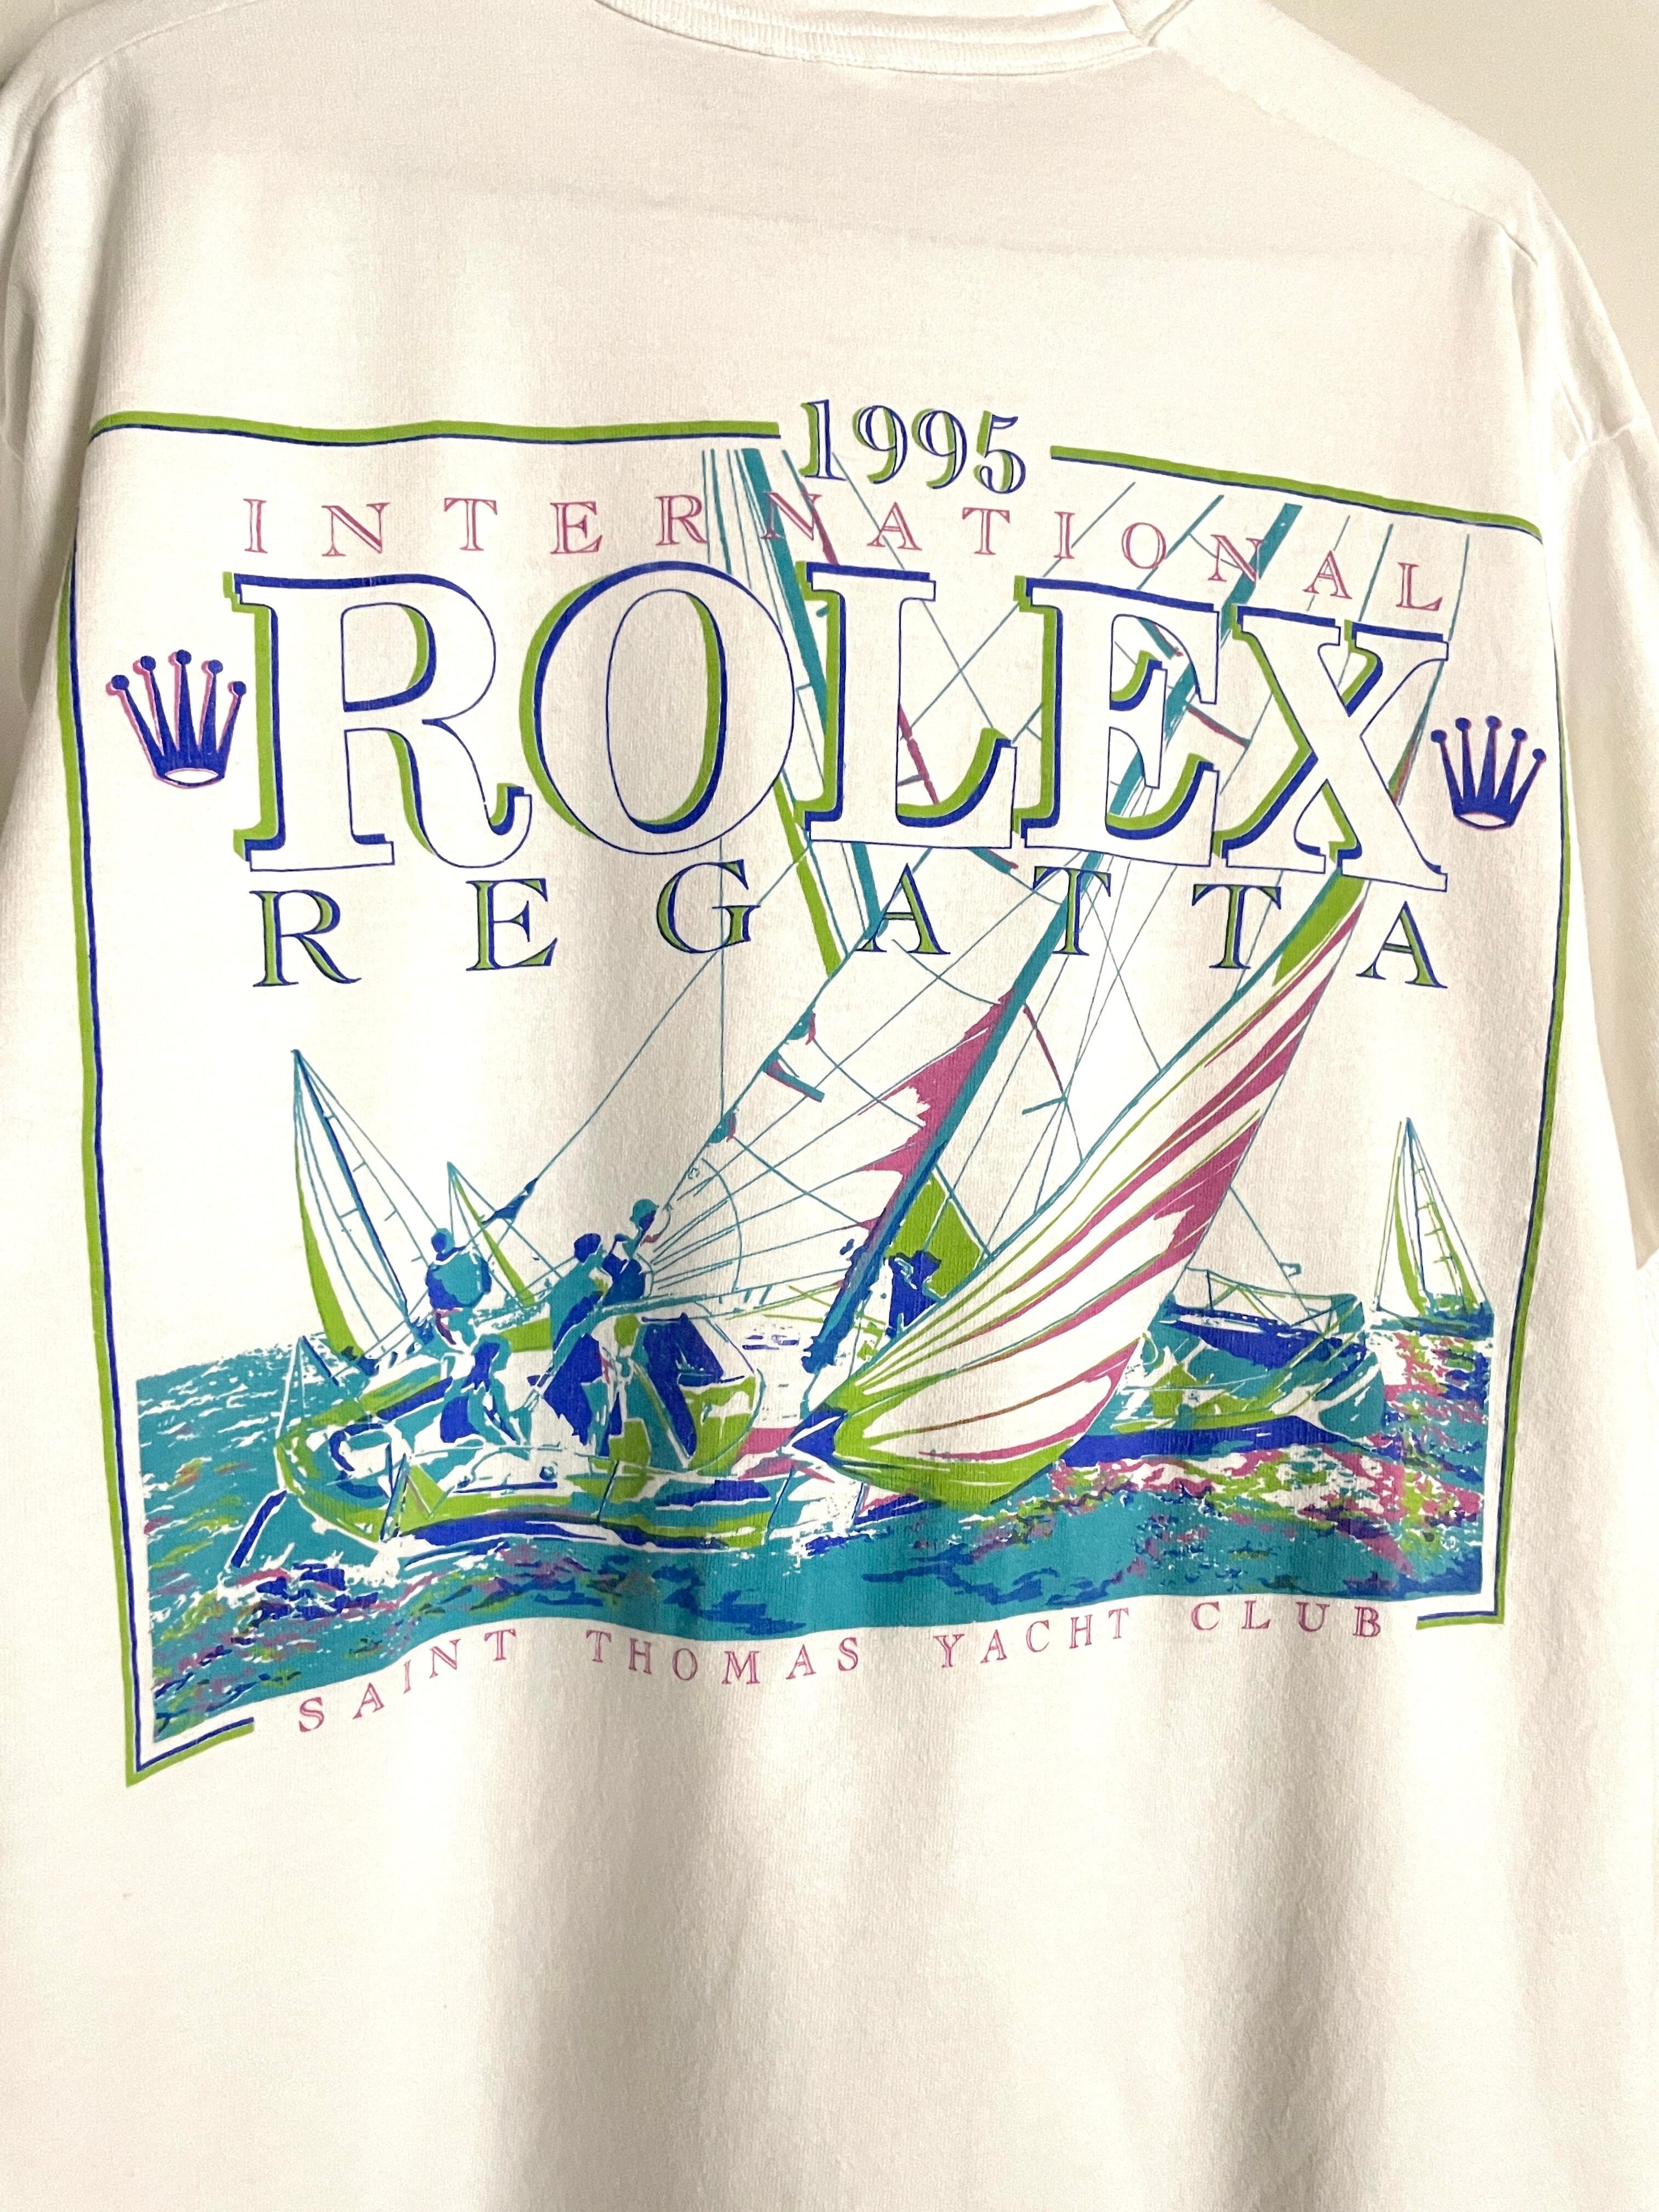 1995
INTERNATIONAL
ROLEX
REGATTA
SAINT THOMAS YACHT CLUB